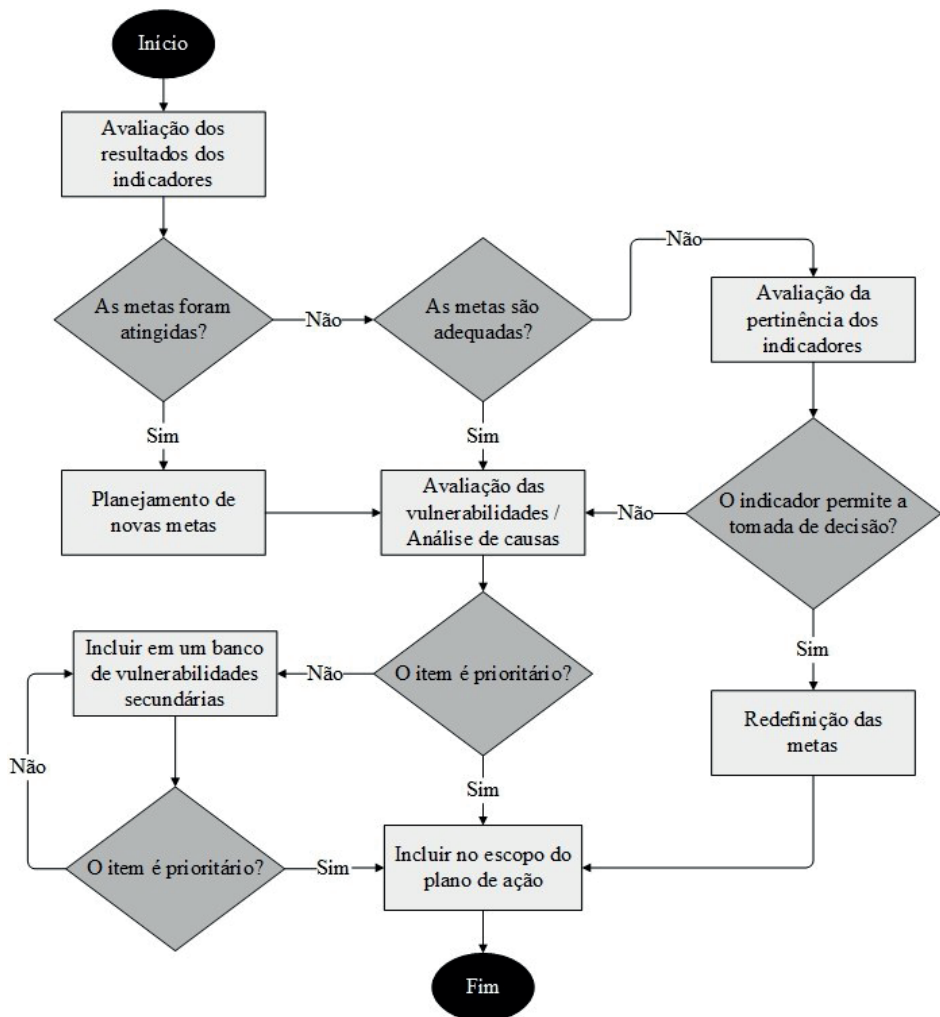 Início
Avaliação dos
resultados dos
indicadores
As metas foram
atingidas?
Não
As metas são
adequadas?
Não
Avaliação da
pertinência dos
indicadores
Sim
Sim
Planejamento de
novas metas
Avaliação das
vulnerabilidades /
Análise de causas
Não
O indicador permite a
tomada de decisão?
Sim
Incluir em um banco
de vulnerabilidades
secundárias
Não
O item é prioritário?
Redefinição das
metas
Não
Sim
O item é prioritário?
Sim
Incluir no escopo do
plano de ação
Fim